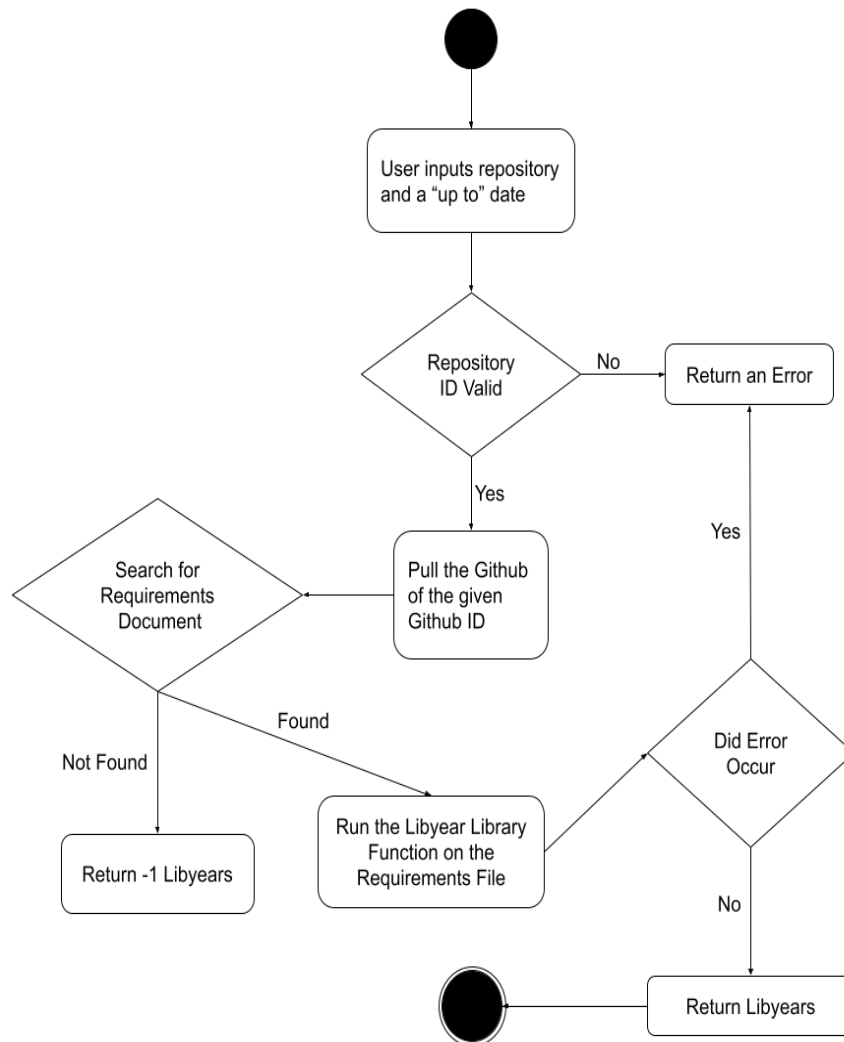 User inputs repository
and a “up to” date
Repository
ID Valid
No
Return an Error
Yes
Pull the Github
of the given
Github ID
Search for
Requirements
Document
Yes
Found
Not Found
Did Error
Occur
Run the Libyear Library
Function on the
Requirements File
Return -1 Libyears
No
Return Libyears